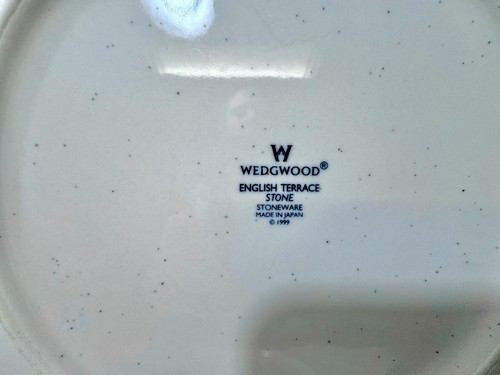 W
WEDGWOOD®
ENGLISH TERRACE
STONE
STONEWARE
MADE IN JAPAN
© 1999